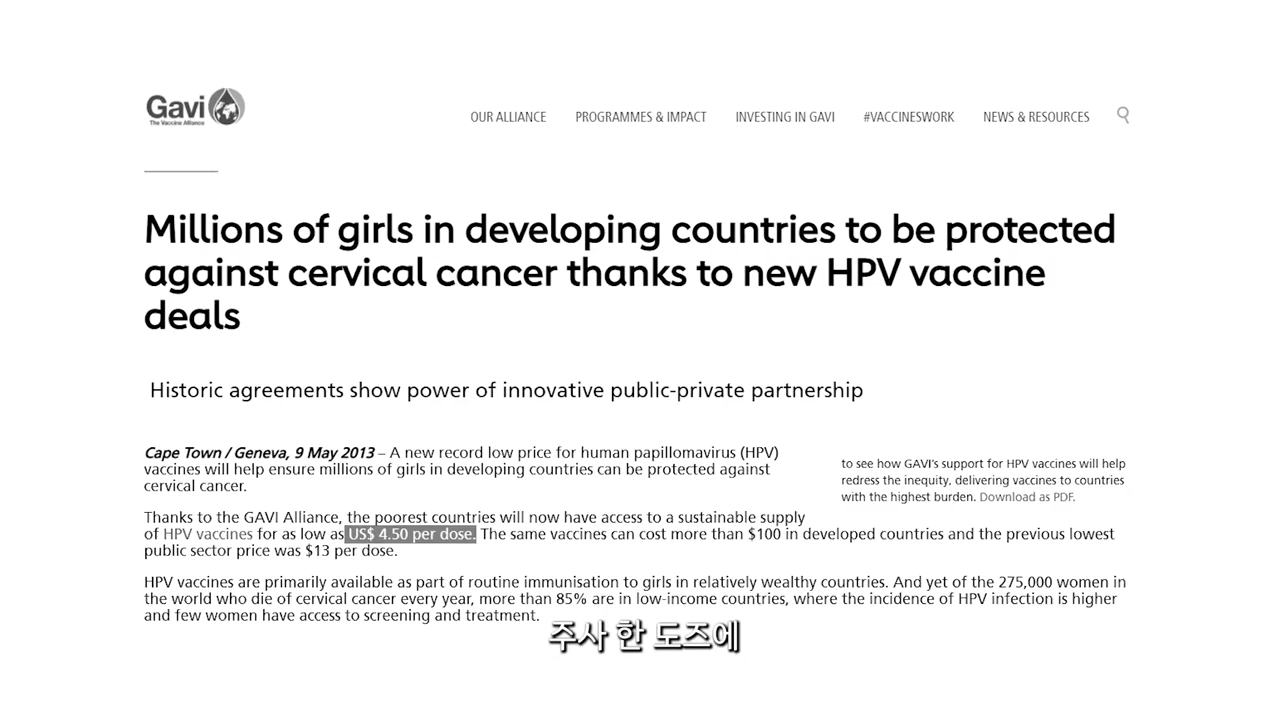 Gavi
The Vaccine Alliance
OUR ALLIANCE PROGRAMMES & IMPACT INVESTING IN GAVI #VACCINESWORK NEWS & RESOURCES
Millions of girls in developing countries to be protected
against cervical cancer thanks to new HPV vaccine
deals
Historic agreements show power of innovative public-private partnership
Cape Town / Geneva, 9 May 2013 – A new record low price for human papillomavirus (HPV)
vaccines will help ensure millions of girls in developing countries can be protected against
cervical cancer.
to see how GAVI's support for HPV vaccines will help
redress the inequity, delivering vaccines to countries
with the highest burden. Download as PDF.
Thanks to the GAVI Alliance, the poorest countries will now have access to a sustainable supply
of HPV vaccines for as low as US$ 4.50 per dose. The same vaccines can cost more than $100 in developed countries and the previous lowest
public sector price was $13 per dose.
HPV vaccines are primarily available as part of routine immunisation to girls in relatively wealthy countries. And yet of the 275,000 women in
the world who die of cervical cancer every year, more than 85% are in low-income countries, where the incidence of HPV infection is higher
and few women have access to screening and treatment.
주사 한 도즈에